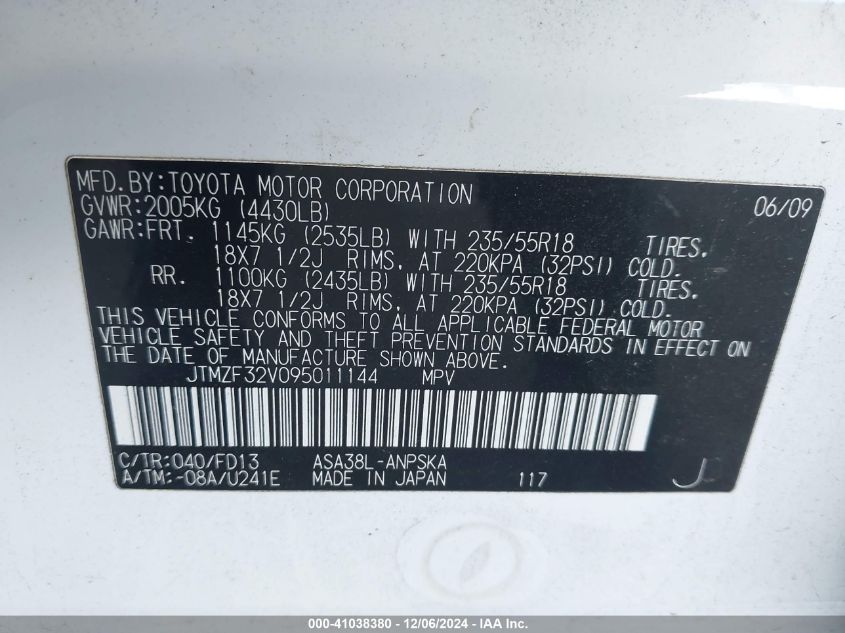 MFD.BY:TOYOTA MOTOR CORPORATION 06/09
GVWR:2005KG (4430LB)
GAWR:FRT. 1145KG (2535LB) WITH 235/55R18 TIRES.
18X7 1/2J RIMS, AT 220KPA (32PSI) COLD.
RR. 1100KG (2435LB) WITH 235/55R18 TIRES.
18X7 1/2J RIMS, AT 220KPA (32PSI) COLD.
THIS VEHICLE CONFORMS TO ALL APPLICABLE FEDERAL MOTOR
VEHICLE SAFETY AND THEFT PREVENTION STANDARDS IN EFFECT ON
THE DATE OF MANUFACTURE SHOWN ABOVE.
JTMZF32V095011144 MPV
C/TR:040/FD13 ASA38L-ANPSKA
A/TM:-08A/U241E MADE IN JAPAN 117
000-41038380 - 12/06/2024 - IAA Inc.